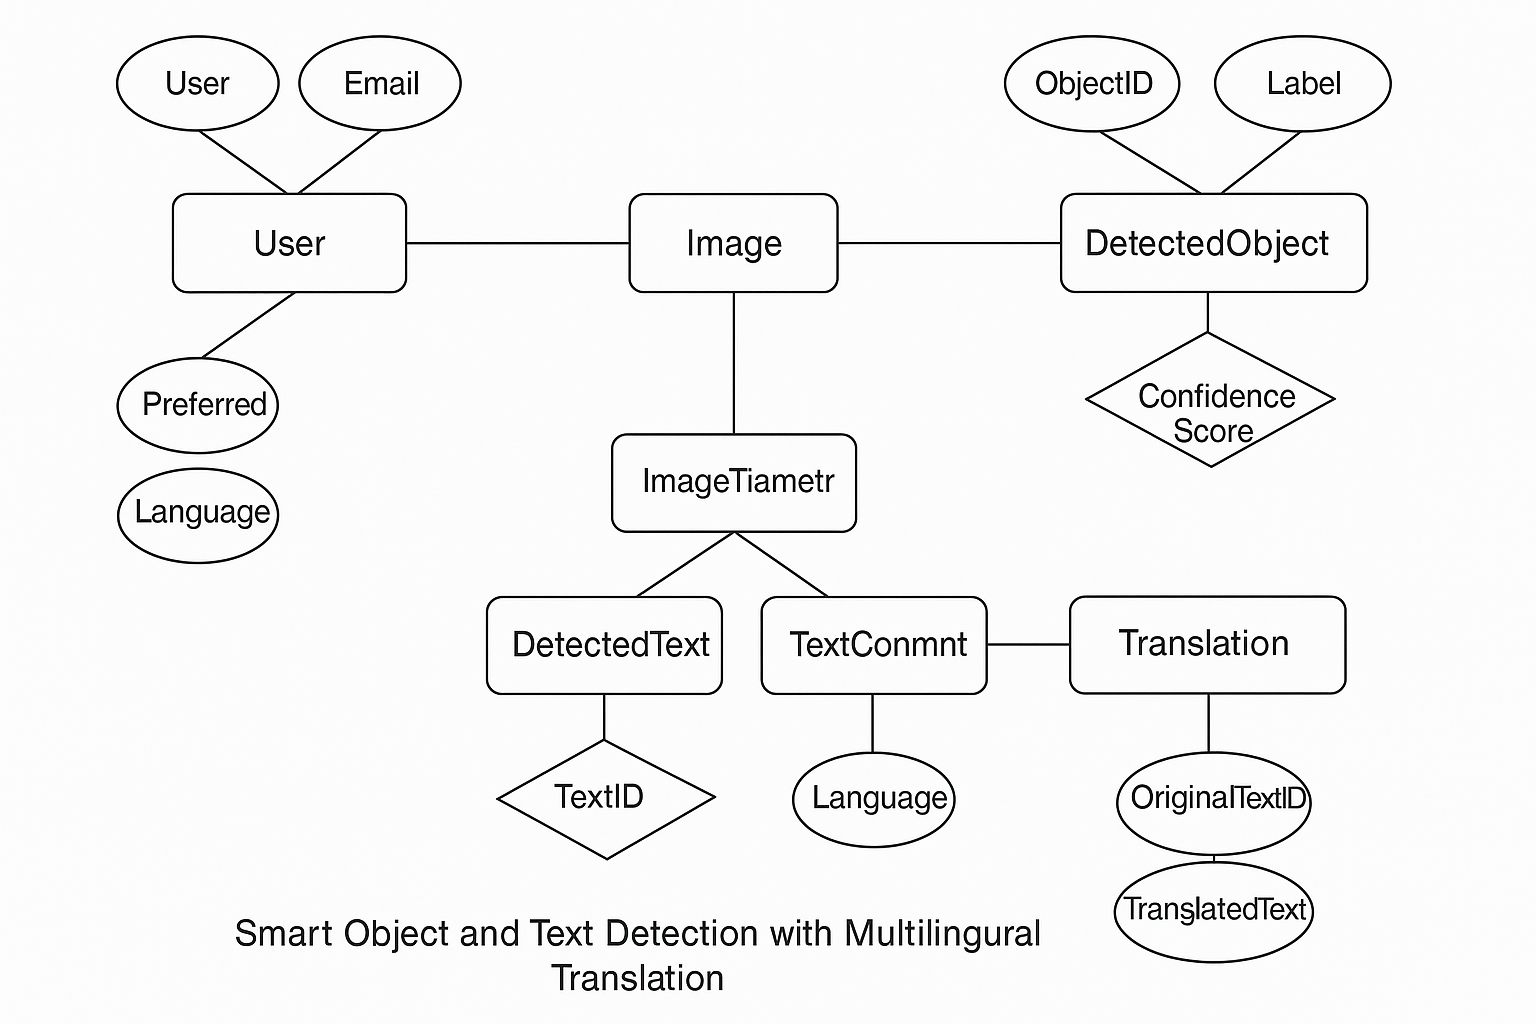 User
Email
ObjectID
Label
User
Image
DetectedObject
Preferred
Language
Confidence
Score
ImageTiametr
DetectedText
TextConmnt
Translation
TextID
Language
OriginalTextID
TranslatedText
Smart Object and Text Detection with Multilingural
Translation